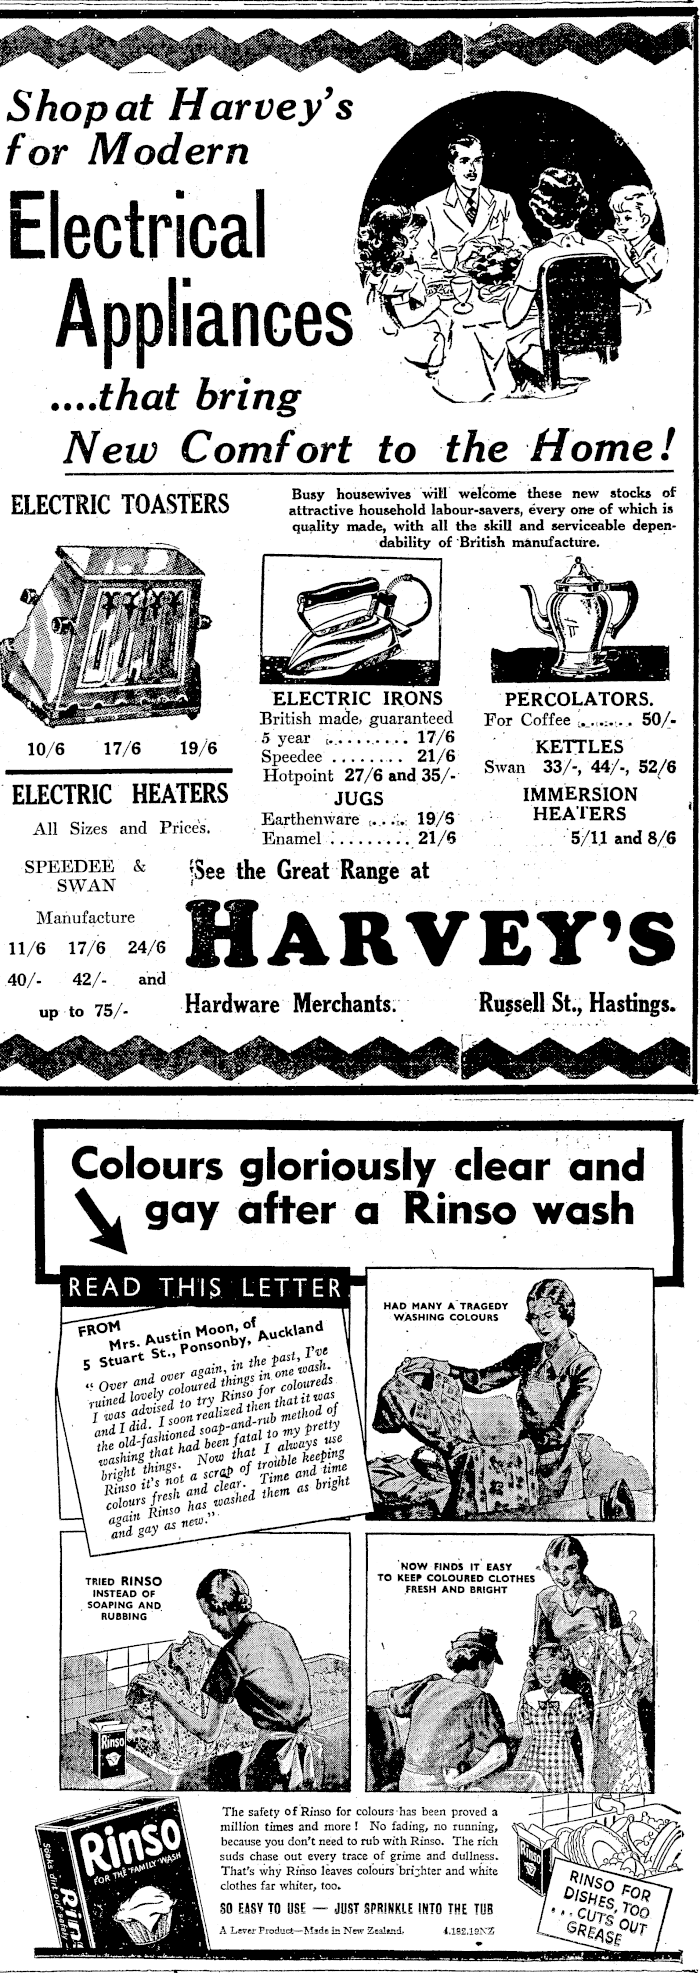 Shop at Harvey's
for Modern
Electrical
Appliances
....that bring
New Comfort to the Home!
ELECTRIC TOASTERS
10/6 17/6 19/6
ELECTRIC HEATERS
All Sizes and Prices.
SPEEDEE &
SWAN
Manufacture
11/6 17/6 24/6
40/- 42/- and
up to 75/-
Busy housewives will welcome these new stocks of
attractive household labour-savers, every one of which is
quality made, with all the skill and serviceable depen-
dability of British manufacture.
ELECTRIC IRONS
British made, guaranteed
5 year .......... 17/6
Speedee ........ 21/6
Hotpoint 27/6 and 35/-
JUGS
Earthenware ..... 19/6
Enamel ......... 21/6
PERCOLATORS.
For Coffee ........ 50/-
KETTLES
Swan 33/-, 44/-, 52/6
IMMERSION
HEATERS
5/11 and 8/6
See the Great Range at
HARVEY'S
Hardware Merchants. Russell St., Hastings.
Colours gloriously clear and
gay after a Rinso wash
READ THIS LETTER
FROM
Mrs. Austin Moon, of
5 Stuart St., Ponsonby, Auckland
"Over and over again, in the past, I've
ruined lovely coloured things in one wash.
I was advised to try Rinso for coloureds
and I did. I soon realized then that it was
the old-fashioned soap-and-rub method of
washing that had been fatal to my pretty
bright things. Now that I always use
Rinso it's not a scrap of trouble keeping
colours fresh and clear. Time and time
again Rinso has washed them as bright
and gay as new."
HAD MANY A TRAGEDY
WASHING COLOURS
TRIED RINSO
INSTEAD OF
SOAPING AND
RUBBING
Rinso
NOW FINDS IT EASY
TO KEEP COLOURED CLOTHES
FRESH AND BRIGHT
Rinso
FOR THE FAMILY WASH
Soaks dirt out safely
Rinso
The safety of Rinso for colours has been proved a
million times and more! No fading, no running,
because you don't need to rub with Rinso. The rich
suds chase out every trace of grime and dullness.
That's why Rinso leaves colours brighter and white
clothes far whiter, too.
SO EASY TO USE — JUST SPRINKLE INTO THE TUB
A Lever Product—Made in New Zealand. 4.182.19NZ
Rinso
RINSO FOR
DISHES, TOO
... CUTS OUT
GREASE